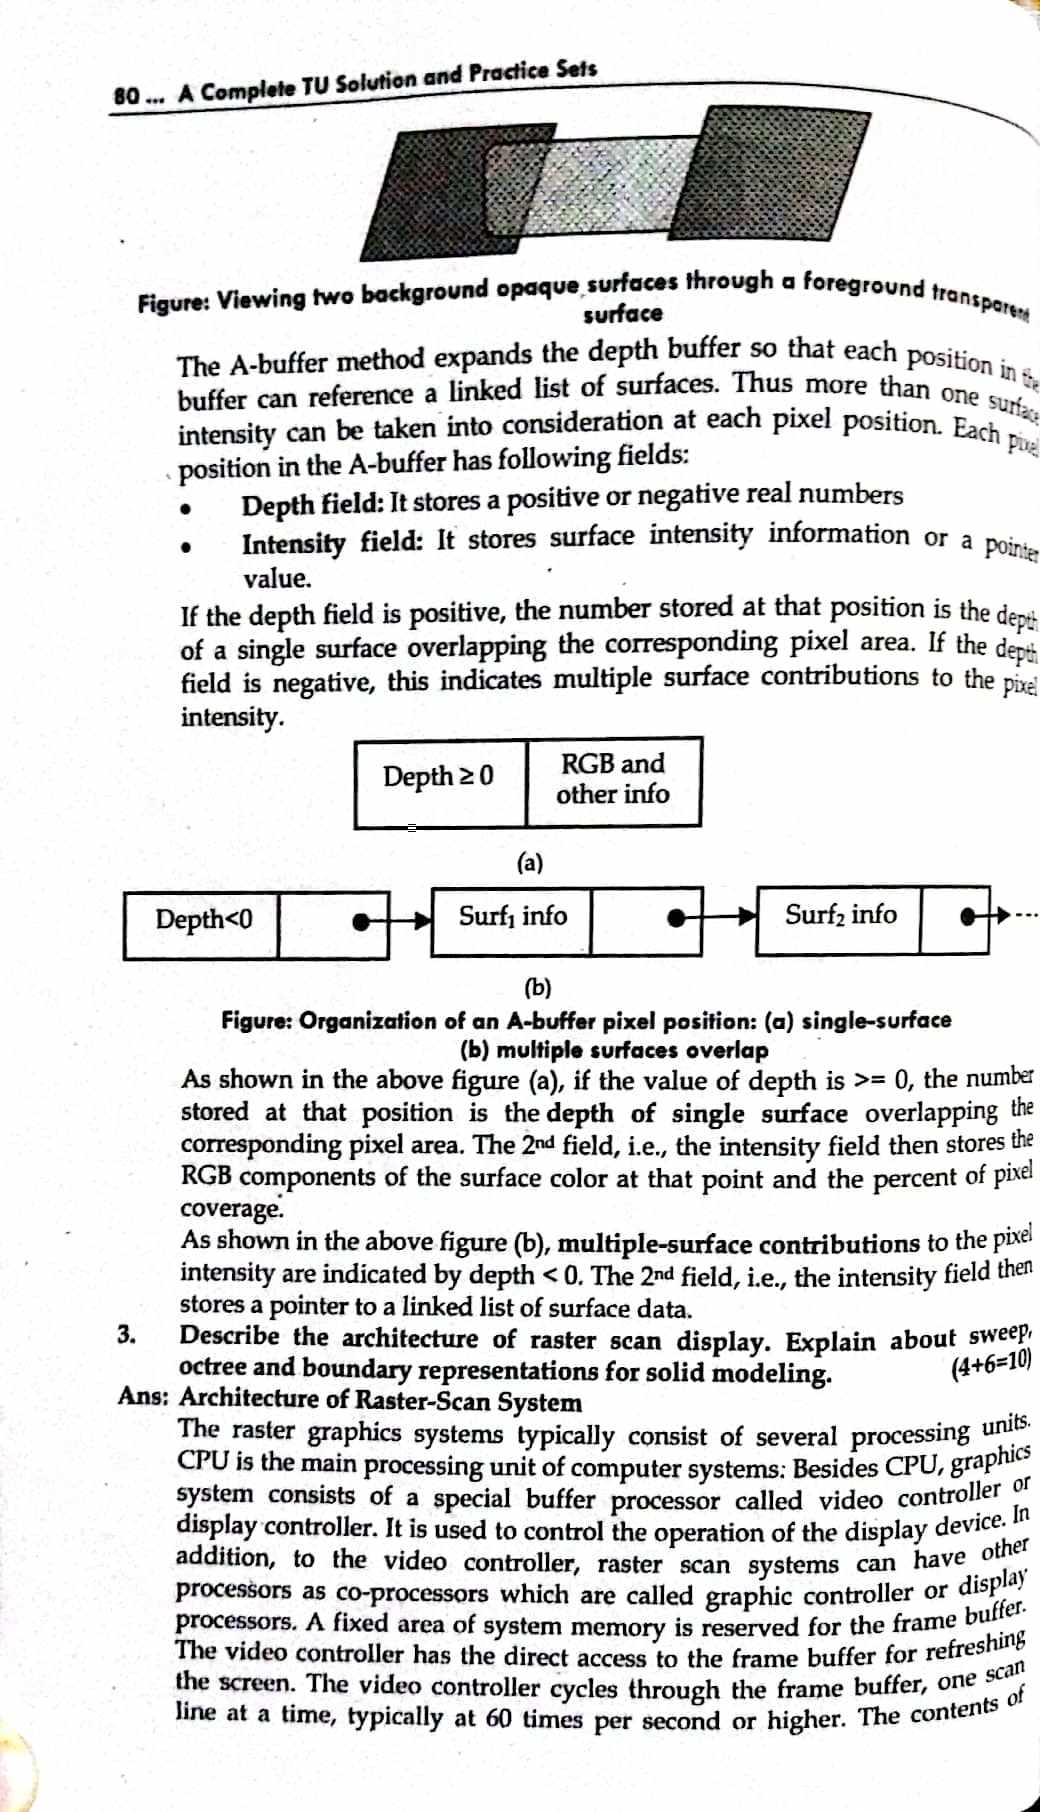 80 ... A Complete TU Solution and Practice Sets
Figure: Viewing two background opaque surfaces through a foreground transparent
surface
The A-buffer method expands the depth buffer so that each position in the
buffer can reference a linked list of surfaces. Thus more than one surface
intensity can be taken into consideration at each pixel position. Each pixel
position in the A-buffer has following fields:
• Depth field: It stores a positive or negative real numbers
• Intensity field: It stores surface intensity information or a pointer
value.
If the depth field is positive, the number stored at that position is the depth
of a single surface overlapping the corresponding pixel area. If the depth
field is negative, this indicates multiple surface contributions to the pixel
intensity.
Depth ≥ 0
RGB and
other info
(a)
Depth<0
Surf₁ info
Surf₂ info
(b)
Figure: Organization of an A-buffer pixel position: (a) single-surface
(b) multiple surfaces overlap
As shown in the above figure (a), if the value of depth is >= 0, the number
stored at that position is the depth of single surface overlapping the
corresponding pixel area. The 2nd field, i.e., the intensity field then stores the
RGB components of the surface color at that point and the percent of pixel
coverage.
As shown in the above figure (b), multiple-surface contributions to the pixel
intensity are indicated by depth < 0. The 2nd field, i.e., the intensity field then
stores a pointer to a linked list of surface data.
3. Describe the architecture of raster scan display. Explain about sweep,
octree and boundary representations for solid modeling. (4+6=10)
Ans: Architecture of Raster-Scan System
The raster graphics systems typically consist of several processing units.
CPU is the main processing unit of computer systems: Besides CPU, graphics
system consists of a special buffer processor called video controller or
display controller. It is used to control the operation of the display device. In
addition, to the video controller, raster scan systems can have other
processors as co-processors which are called graphic controller or display
processors. A fixed area of system memory is reserved for the frame buffer.
The video controller has the direct access to the frame buffer for refreshing
the screen. The video controller cycles through the frame buffer, one scan
line at a time, typically at 60 times per second or higher. The contents of